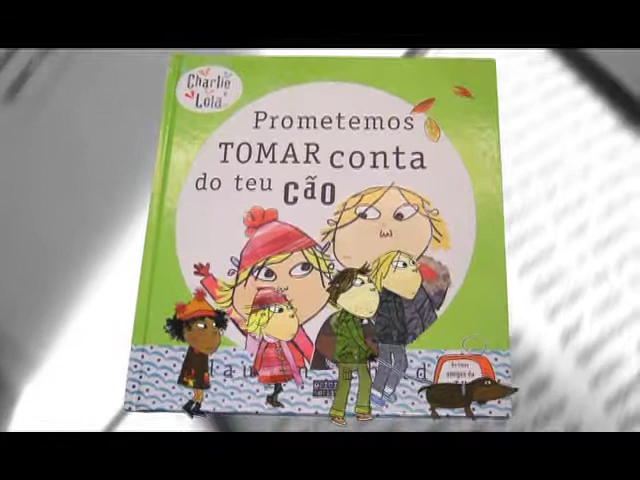 Charlie
e
Lola
Prometemos
TOMAR conta
do teu cão